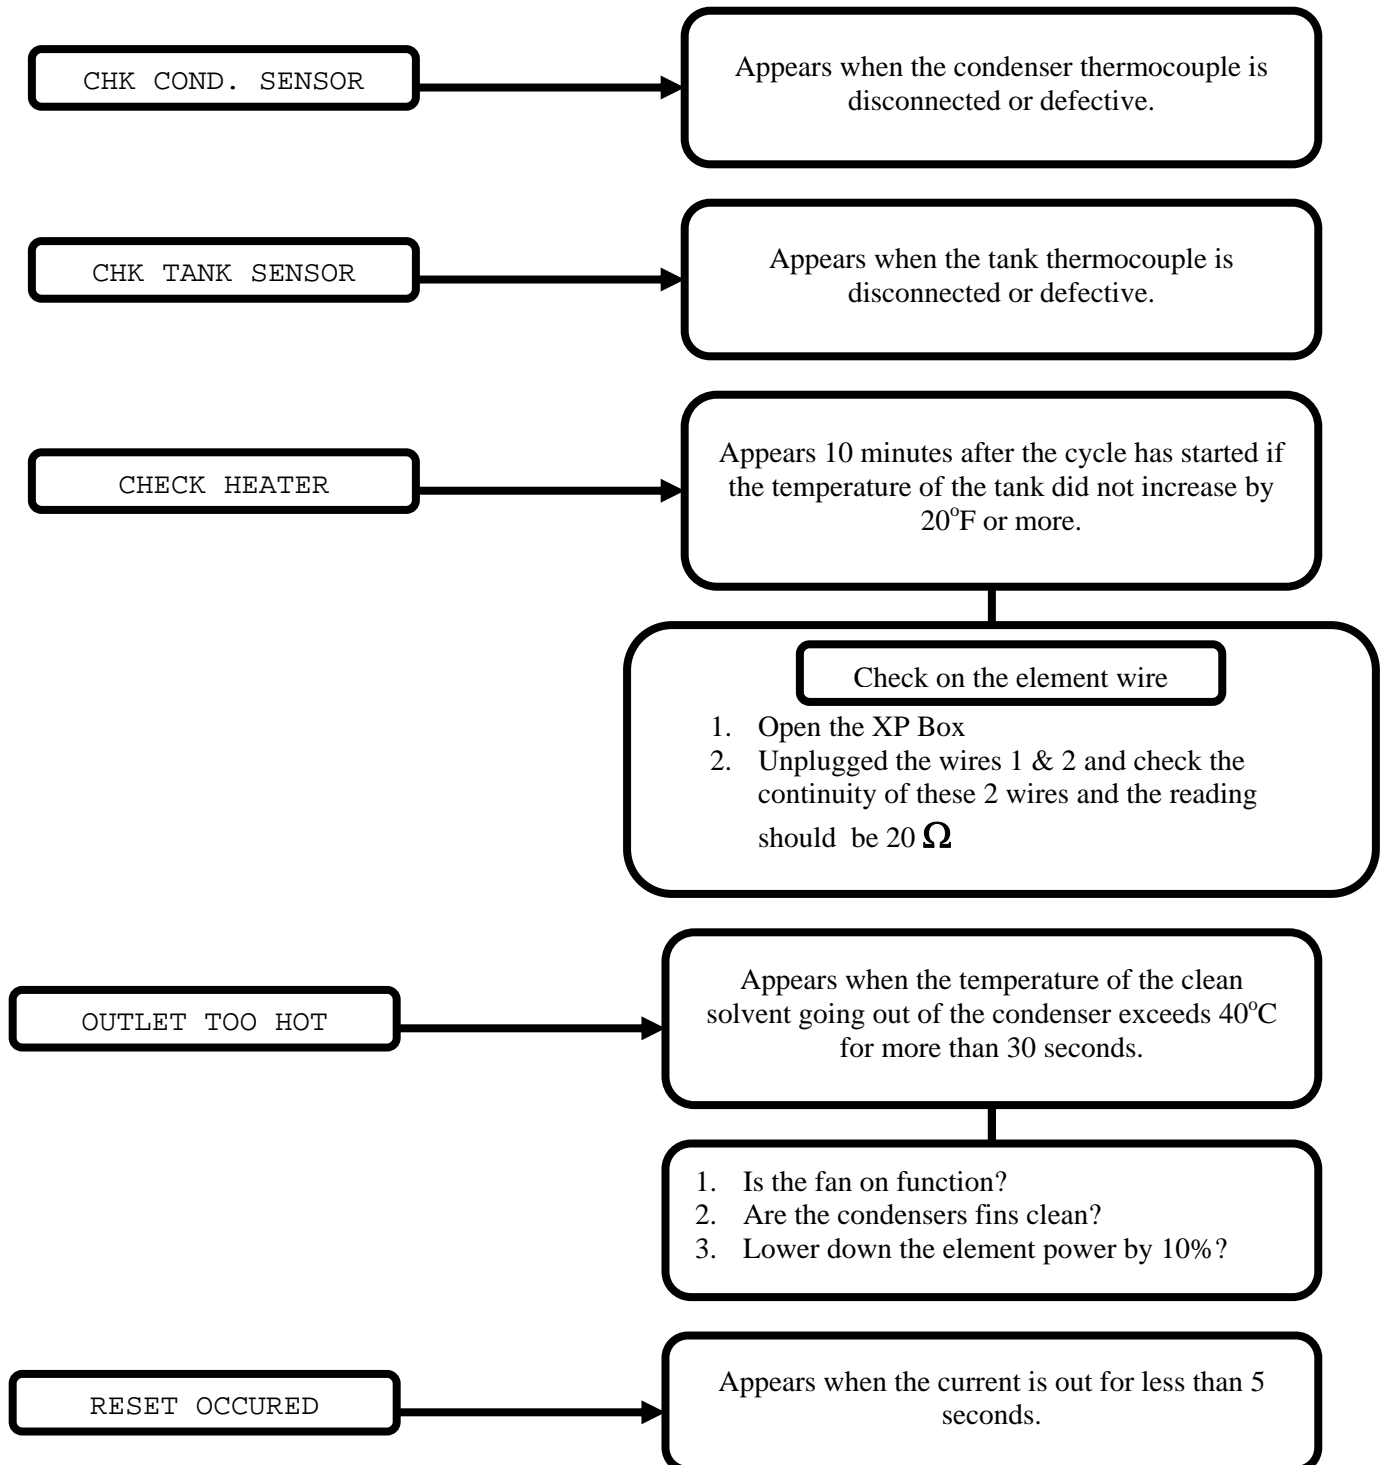 CHK COND. SENSOR
Appears when the condenser thermocouple is
disconnected or defective.
CHK TANK SENSOR
Appears when the tank thermocouple is
disconnected or defective.
CHECK HEATER
Appears 10 minutes after the cycle has started if
the temperature of the tank did not increase by
20°F or more.
Check on the element wire
1. Open the XP Box
2. Unplugged the wires 1 & 2 and check the
continuity of these 2 wires and the reading
should be 20 Ω
OUTLET TOO HOT
Appears when the temperature of the clean
solvent going out of the condenser exceeds 40°C
for more than 30 seconds.
1. Is the fan on function?
2. Are the condensers fins clean?
3. Lower down the element power by 10%?
RESET OCCURED
Appears when the current is out for less than 5
seconds.